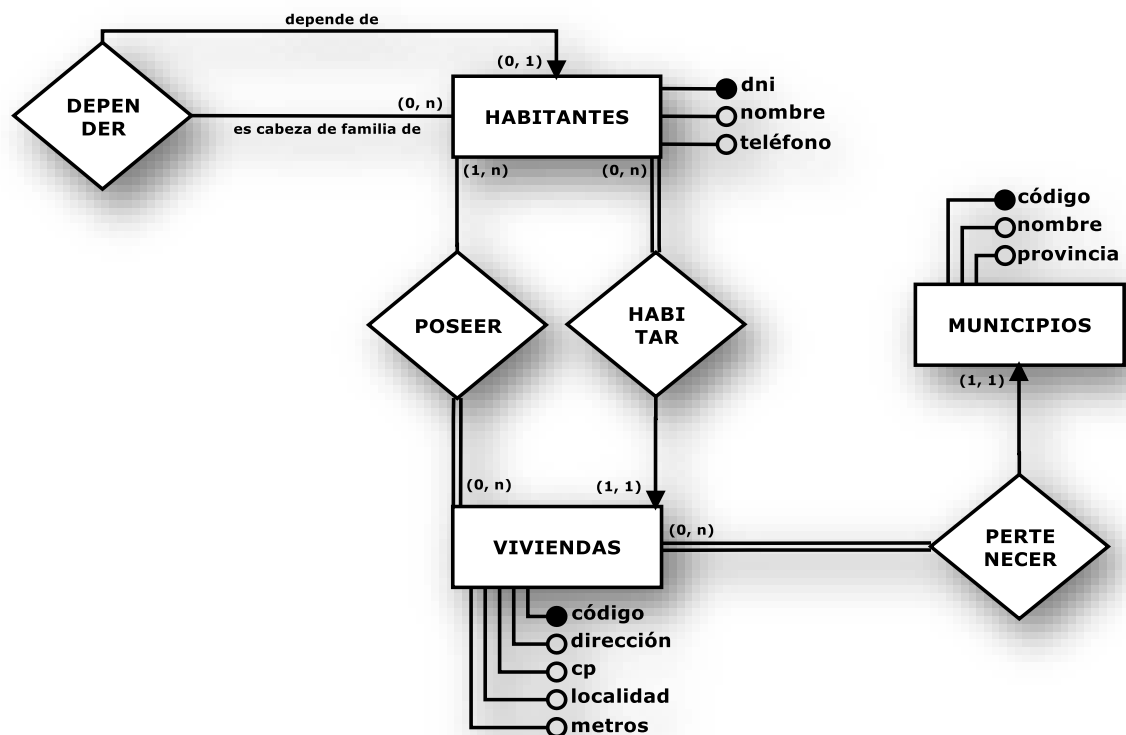 depende de
(0, 1)
DEPEN
DER
(0, n)
es cabeza de familia de
HABITANTES
dni
nombre
teléfono
(1, n)
(0, n)
código
nombre
provincia
POSEER
HABI
TAR
MUNICIPIOS
(1, 1)
(0, n)
(1, 1)
VIVIENDAS
(0, n)
PERTE
NECER
código
dirección
cp
localidad
metros